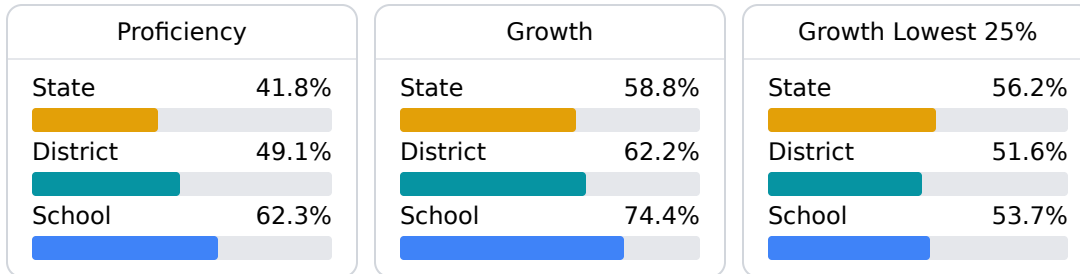 Proficiency
State 41.8%
District 49.1%
School 62.3%
Growth
State 58.8%
District 62.2%
School 74.4%
Growth Lowest 25%
State 56.2%
District 51.6%
School 53.7%